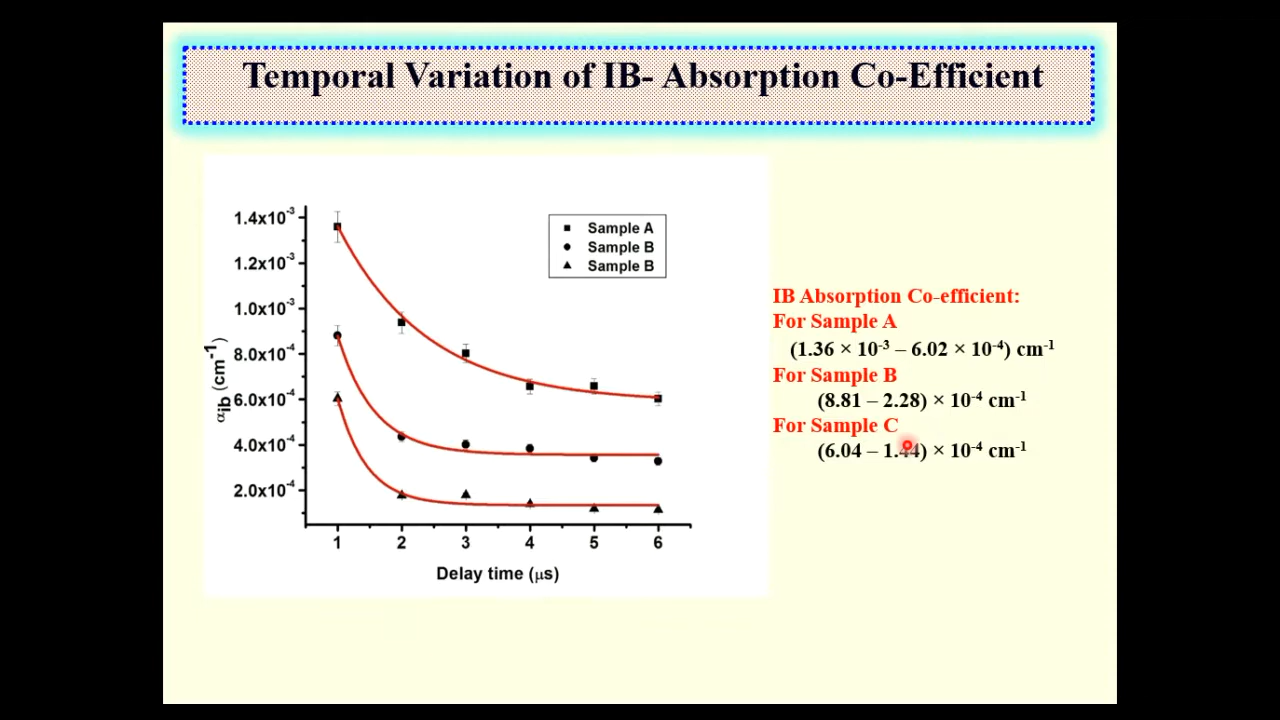 Temporal Variation of IB- Absorption Co-Efficient
1.4x10⁻³
1.2x10⁻³
1.0x10⁻³
8.0x10⁻⁴
6.0x10⁻⁴
4.0x10⁻⁴
2.0x10⁻⁴
αib (cm⁻¹)
1 2 3 4 5 6
Delay time (μs)
Sample A
Sample B
Sample B
IB Absorption Co-efficient:
For Sample A
(1.36 × 10⁻³ – 6.02 × 10⁻⁴) cm⁻¹
For Sample B
(8.81 – 2.28) × 10⁻⁴ cm⁻¹
For Sample C
(6.04 – 1.44) × 10⁻⁴ cm⁻¹